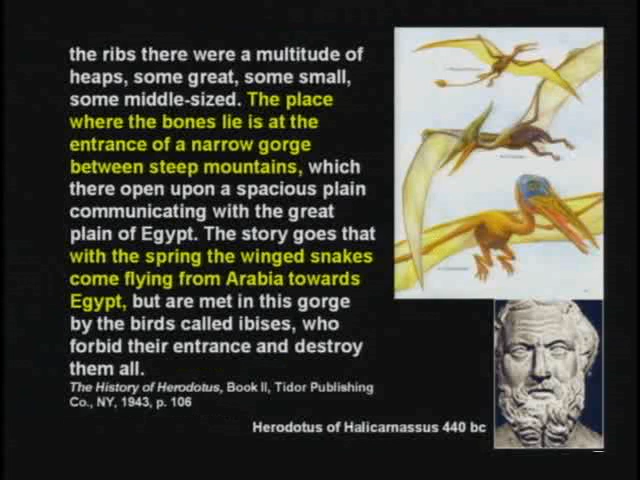 the ribs there were a multitude of
heaps, some great, some small,
some middle-sized. The place
where the bones lie is at the
entrance of a narrow gorge
between steep mountains, which
there open upon a spacious plain
communicating with the great
plain of Egypt. The story goes that
with the spring the winged snakes
come flying from Arabia towards
Egypt, but are met in this gorge
by the birds called ibises, who
forbid their entrance and destroy
them all.
The History of Herodotus, Book II, Tidor Publishing
Co., NY, 1943, p. 106
Herodotus of Halicarnassus 440 bc